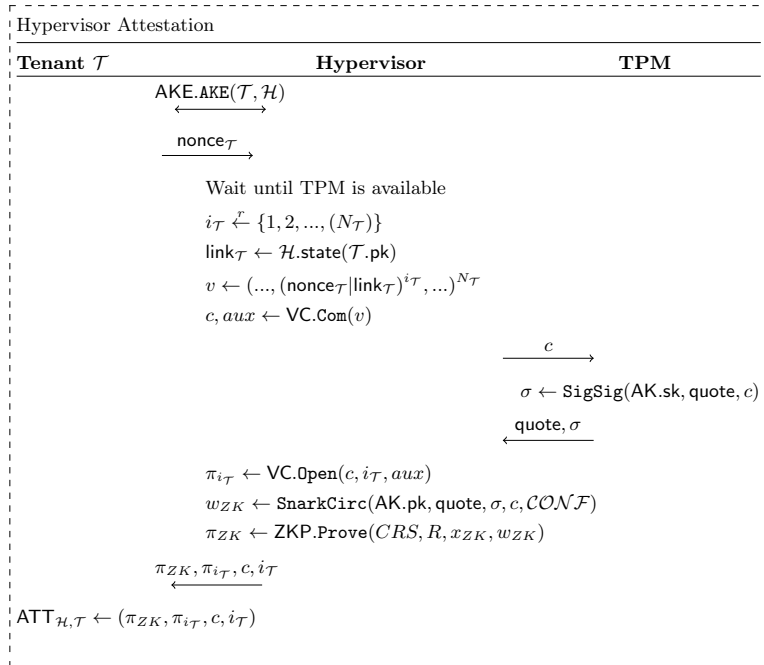 Hypervisor Attestation
Tenant 𝒯 Hypervisor TPM
AKE.AKE(𝒯, ℋ)
nonce_𝒯
Wait until TPM is available
i_𝒯 ←^r {1, 2, ..., (N_𝒯)}
link_𝒯 ← ℋ.state(𝒯.pk)
v ← (..., (nonce_𝒯|link_𝒯)^{i_𝒯}, ...)^{N_𝒯}
c, aux ← VC.Com(v)
c
σ ← SigSig(AK.sk, quote, c)
quote, σ
π_{i_𝒯} ← VC.Open(c, i_𝒯, aux)
w_{ZK} ← SnarkCirc(AK.pk, quote, σ, c, 𝒞𝒪𝒩ℱ)
π_{ZK} ← ZKP.Prove(CRS, R, x_{ZK}, w_{ZK})
π_{ZK}, π_{i_𝒯}, c, i_𝒯
ATT_{ℋ,𝒯} ← (π_{ZK}, π_{i_𝒯}, c, i_𝒯)